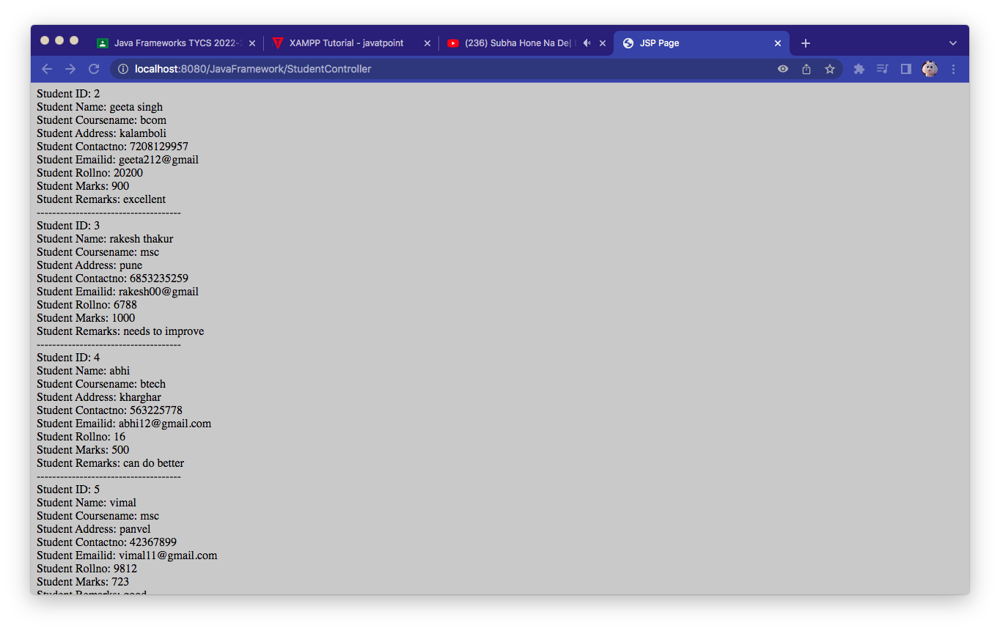 Java Frameworks TYCS 2022-
XAMPP Tutorial - javatpoint
(236) Subha Hone Na De|
JSP Page
localhost:8080/JavaFramework/StudentController
Student ID: 2
Student Name: geeta singh
Student Coursename: bcom
Student Address: kalamboli
Student Contactno: 7208129957
Student Emailid: geeta212@gmail
Student Rollno: 20200
Student Marks: 900
Student Remarks: excellent
-------------------------------------
Student ID: 3
Student Name: rakesh thakur
Student Coursename: msc
Student Address: pune
Student Contactno: 6853235259
Student Emailid: rakesh00@gmail
Student Rollno: 6788
Student Marks: 1000
Student Remarks: needs to improve
-------------------------------------
Student ID: 4
Student Name: abhi
Student Coursename: btech
Student Address: kharghar
Student Contactno: 563225778
Student Emailid: abhi12@gmail.com
Student Rollno: 16
Student Marks: 500
Student Remarks: can do better
-------------------------------------
Student ID: 5
Student Name: vimal
Student Coursename: msc
Student Address: panvel
Student Contactno: 42367899
Student Emailid: vimal11@gmail.com
Student Rollno: 9812
Student Marks: 723
Student Remarks: good